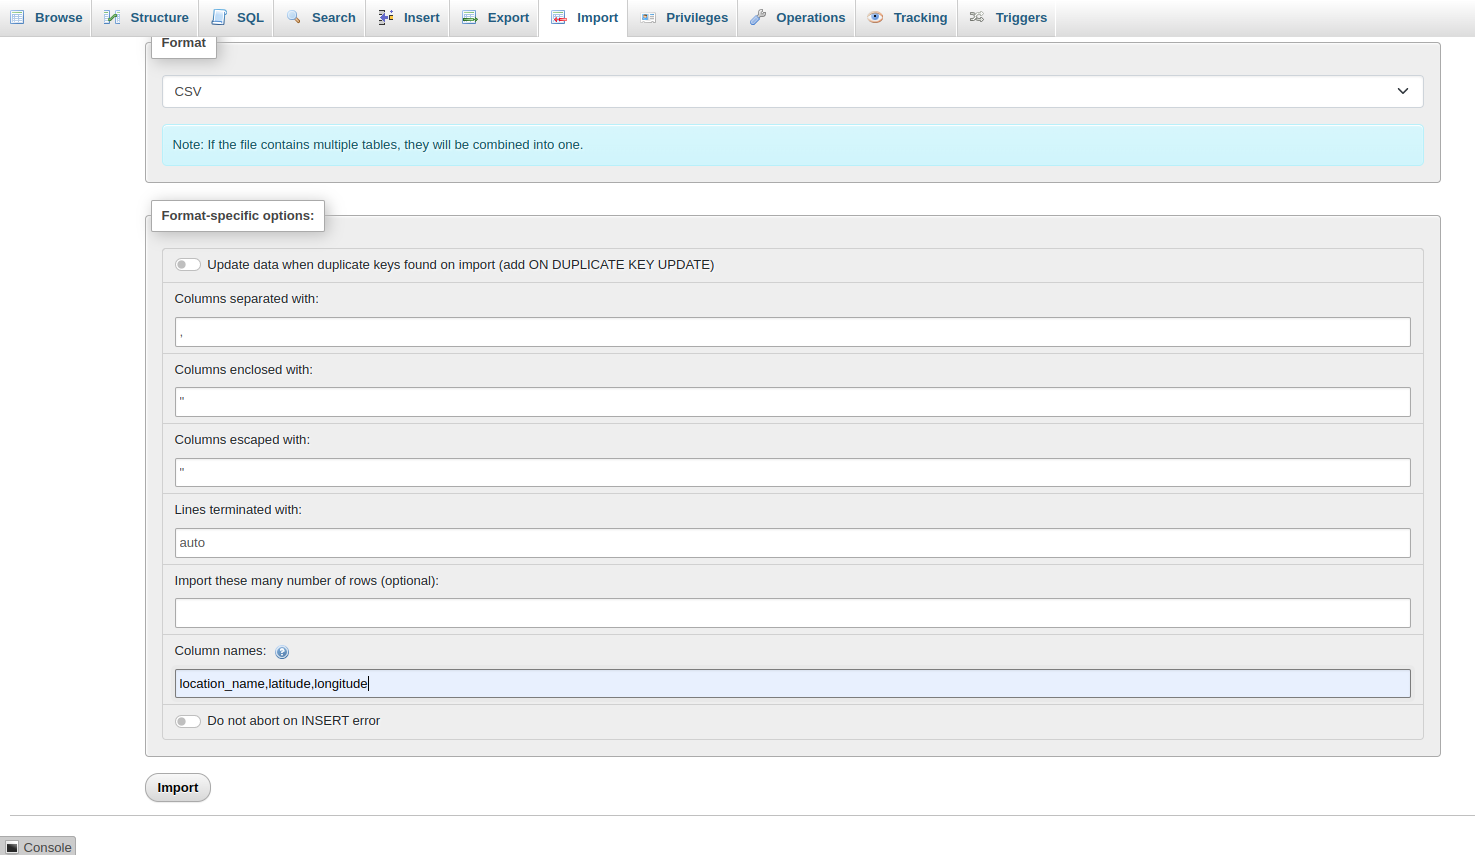 Browse Structure SQL Search Insert Export Import Privileges Operations Tracking Triggers
Format
CSV
Note: If the file contains multiple tables, they will be combined into one.
Format-specific options:
Update data when duplicate keys found on import (add ON DUPLICATE KEY UPDATE)
Columns separated with:
,
Columns enclosed with:
"
Columns escaped with:
"
Lines terminated with:
auto
Import these many number of rows (optional):
Column names:
location_name,latitude,longitude
Do not abort on INSERT error
Import
Console